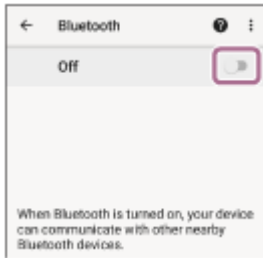 Bluetooth
Off
When Bluetooth is turned on, your device
can communicate with other nearby
Bluetooth devices.